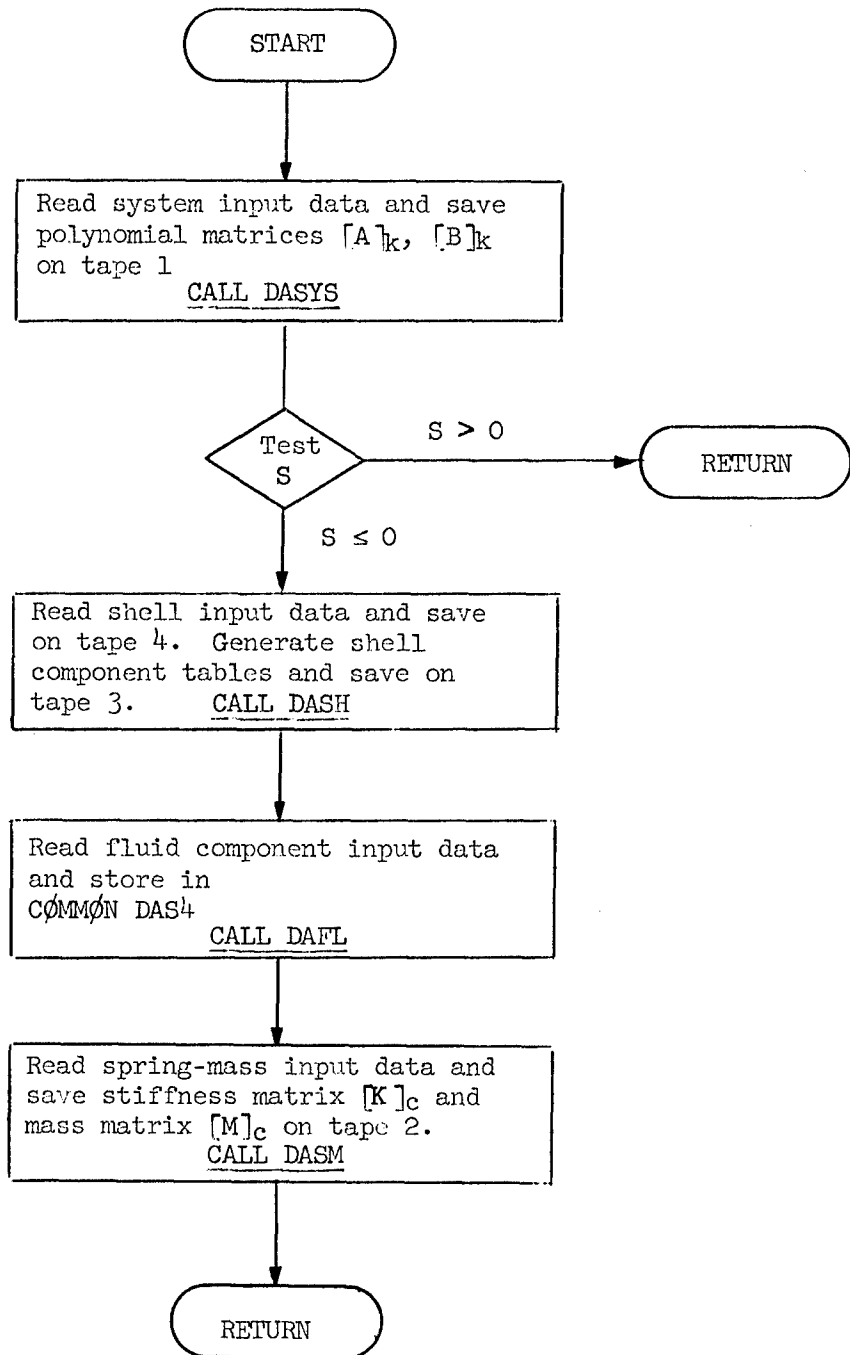 START
Read system input data and save
polynomial matrices [A]k, [B]k
on tape 1
CALL DASYS
Test
S
S > O
RETURN
S ≤ O
Read shell input data and save
on tape 4. Generate shell
component tables and save on
tape 3. CALL DASH
Read fluid component input data
and store in
CØMMØN DAS4
CALL DAFL
Read spring-mass input data and
save stiffness matrix [K]c and
mass matrix [M]c on tape 2.
CALL DASM
RETURN